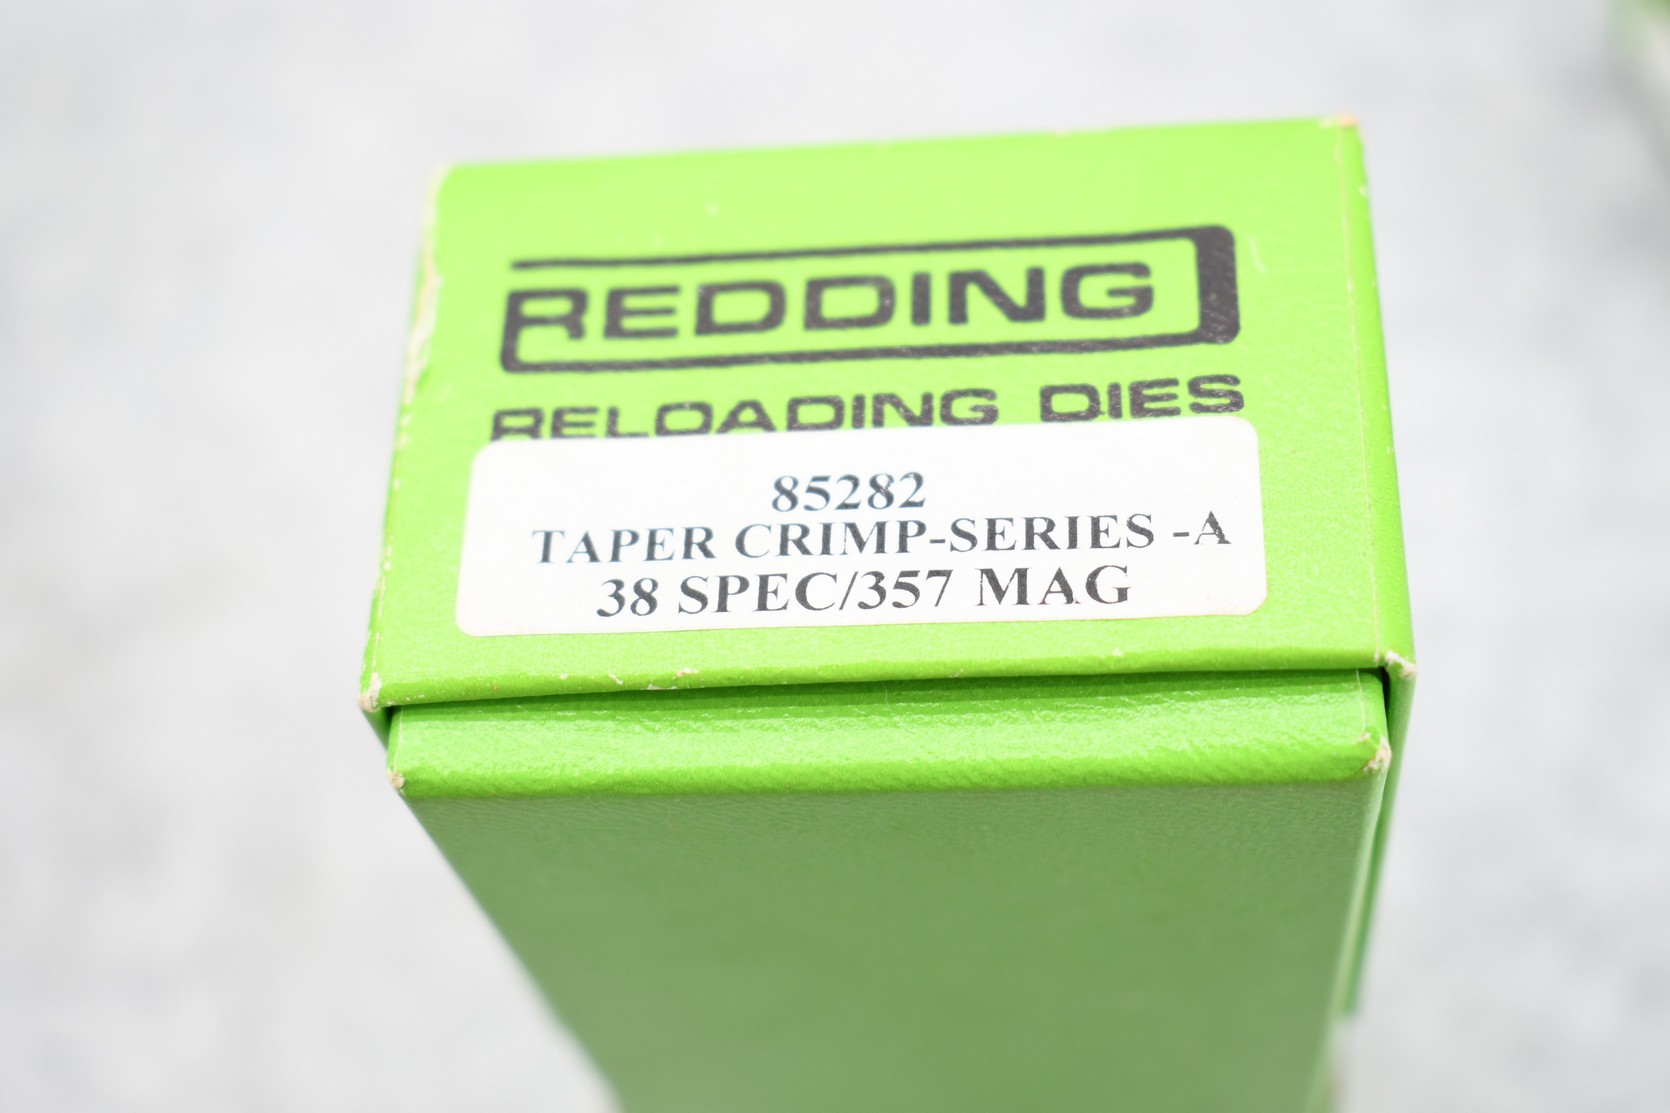 REDDING
RELOADING DIES
85282
TAPER CRIMP-SERIES -A
38 SPEC/357 MAG